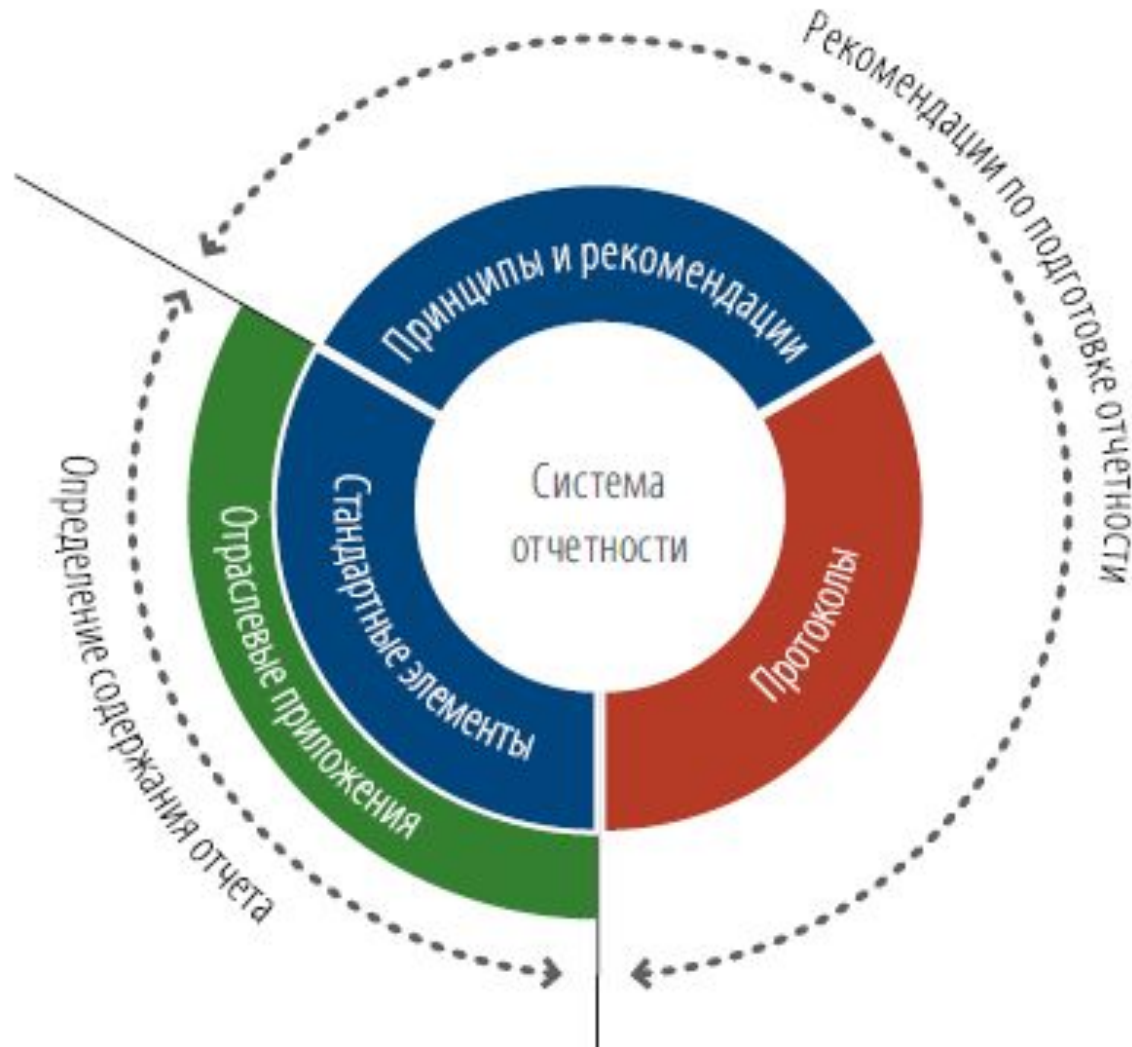 Рекомендации по подготовке отчетности
Принципы и рекомендации
Система
отчетности
Стандартные элементы
Отраслевые приложения
Протоколы
Определение содержания отчета